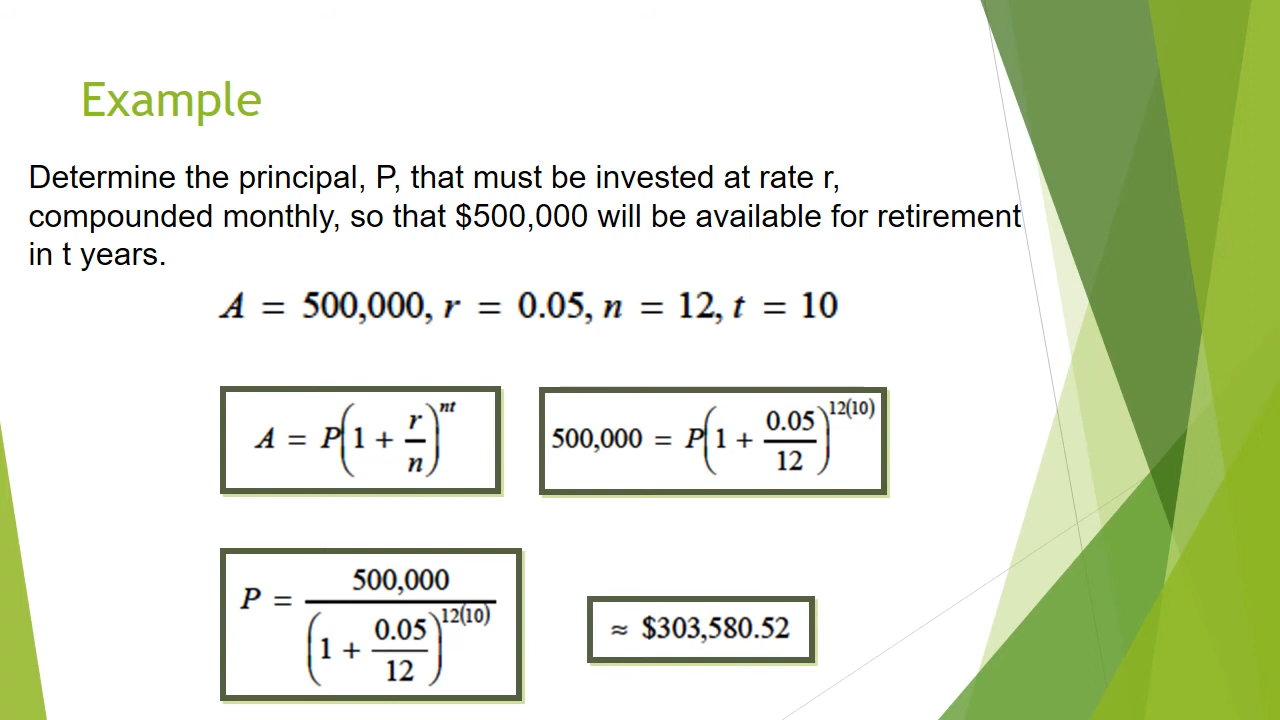 Example
Determine the principal, P, that must be invested at rate r,
compounded monthly, so that $500,000 will be available for retirement
in t years.
A = 500,000, r = 0.05, n = 12, t = 10
A = P(1 + r/n)^nt
500,000 = P(1 + 0.05/12)^12(10)
P = 500,000/(1 + 0.05/12)^12(10)
≈ $303,580.52